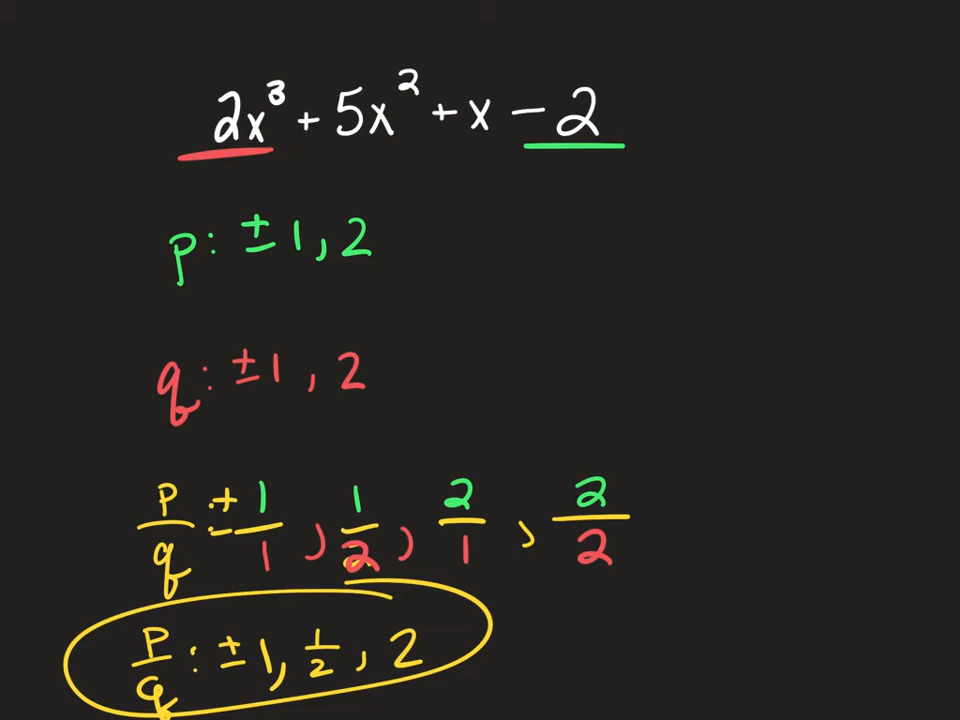 2x³ + 5x² + x - 2
p: ± 1, 2
q: ± 1, 2
p/q : ± 1/1, 1/2, 2/1, 2/2
p/q : ± 1, 1/2, 2